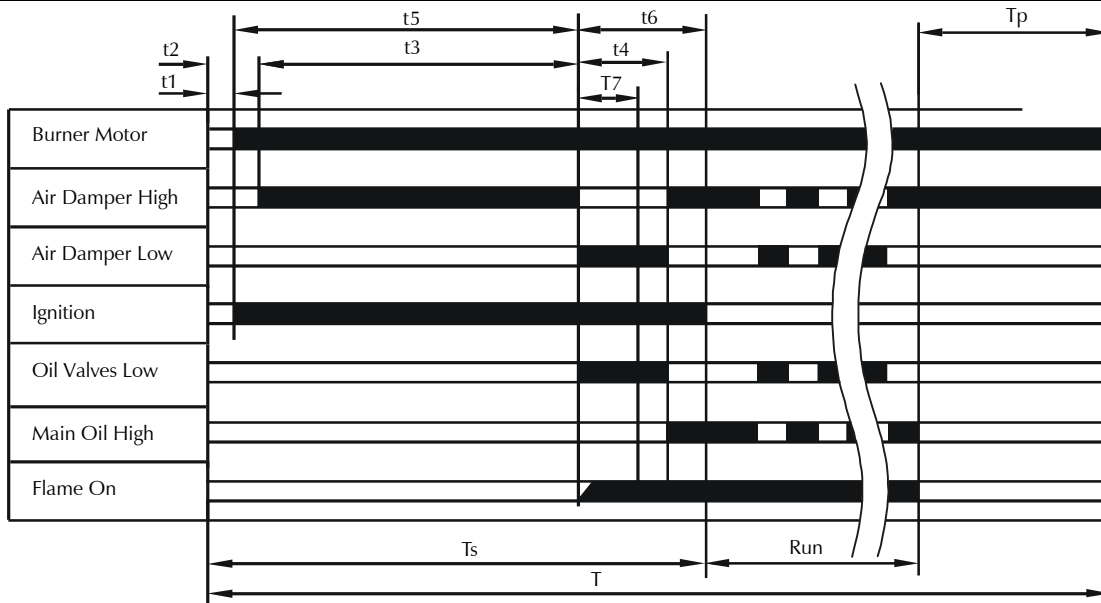 t5
t6
Tp
t2
t3
t4
t1
T7
Burner Motor
Air Damper High
Air Damper Low
Ignition
Oil Valves Low
Main Oil High
Flame On
Ts
Run
T